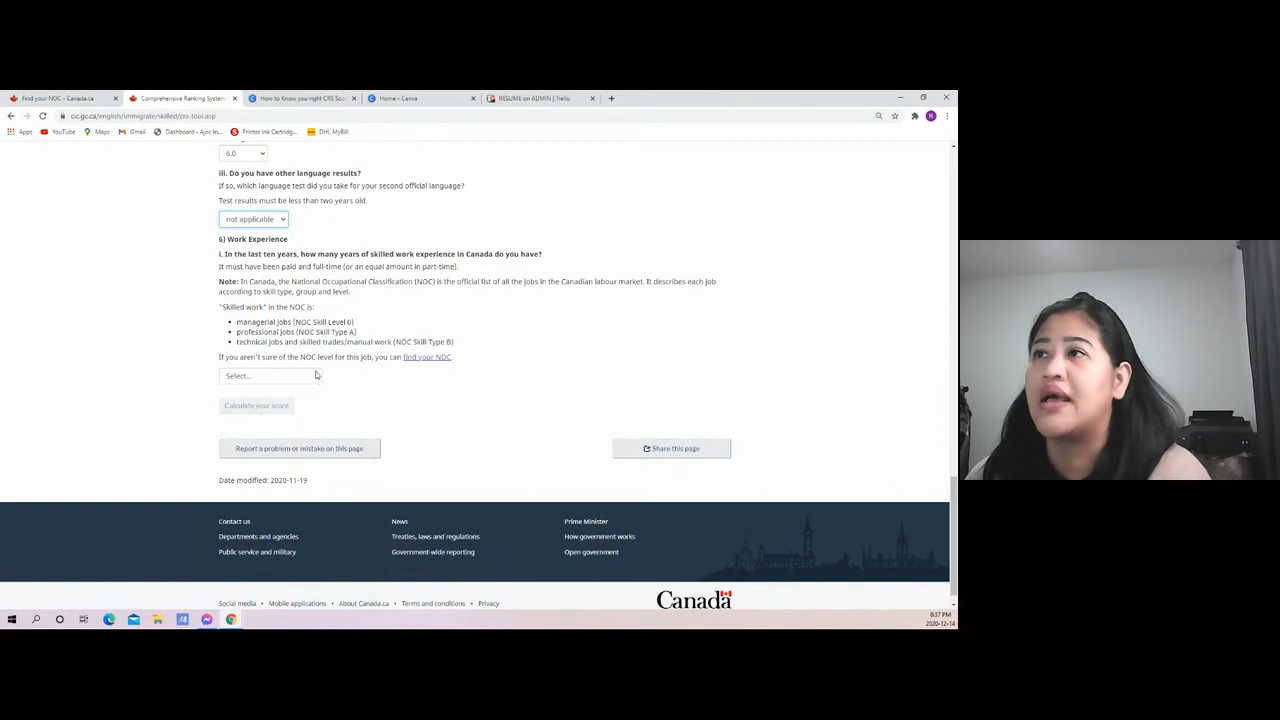 Find your NOC - Canada.ca
Comprehensive Ranking System
How to Know you right CRS Sco
Home - Canva
RESUME on ADMIN | Trello
cic.gc.ca/english/immigrate/skilled/crs-tool.asp
Apps
YouTube
Maps
Gmail
Dashboard - Ajoc In...
Printer Ink Cartridg...
DHL MyBill
6.0
iii. Do you have other language results?
If so, which language test did you take for your second official language?
Test results must be less than two years old.
not applicable
6) Work Experience
i. In the last ten years, how many years of skilled work experience in Canada do you have?
It must have been paid and full-time (or an equal amount in part-time).
Note: In Canada, the National Occupational Classification (NOC) is the official list of all the jobs in the Canadian labour market. It describes each job
according to skill type, group and level.
"Skilled work" in the NOC is:
• managerial jobs (NOC Skill Level 0)
• professional jobs (NOC Skill Type A)
• technical jobs and skilled trades/manual work (NOC Skill Type B)
If you aren't sure of the NOC level for this job, you can find your NOC.
Select...
Calculate your score
Report a problem or mistake on this page
Share this page
Date modified: 2020-11-19
Contact us
News
Prime Minister
Departments and agencies
Treaties, laws and regulations
How government works
Public service and military
Government-wide reporting
Open government
Social media • Mobile applications • About Canada.ca • Terms and conditions • Privacy
Canada
8:37 PM
2020-12-14